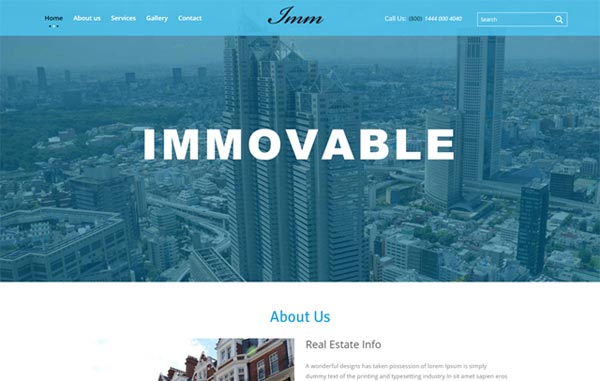 Home About us Services Gallery Contact Imm Call Us: (800) 1444 000 4040 Search
IMMOVABLE
About Us
Real Estate Info
A wonderful designs has taken possession of lorem Ipsum is simply
dummy text of the printing and typesetting industry in sit amet sapien eros